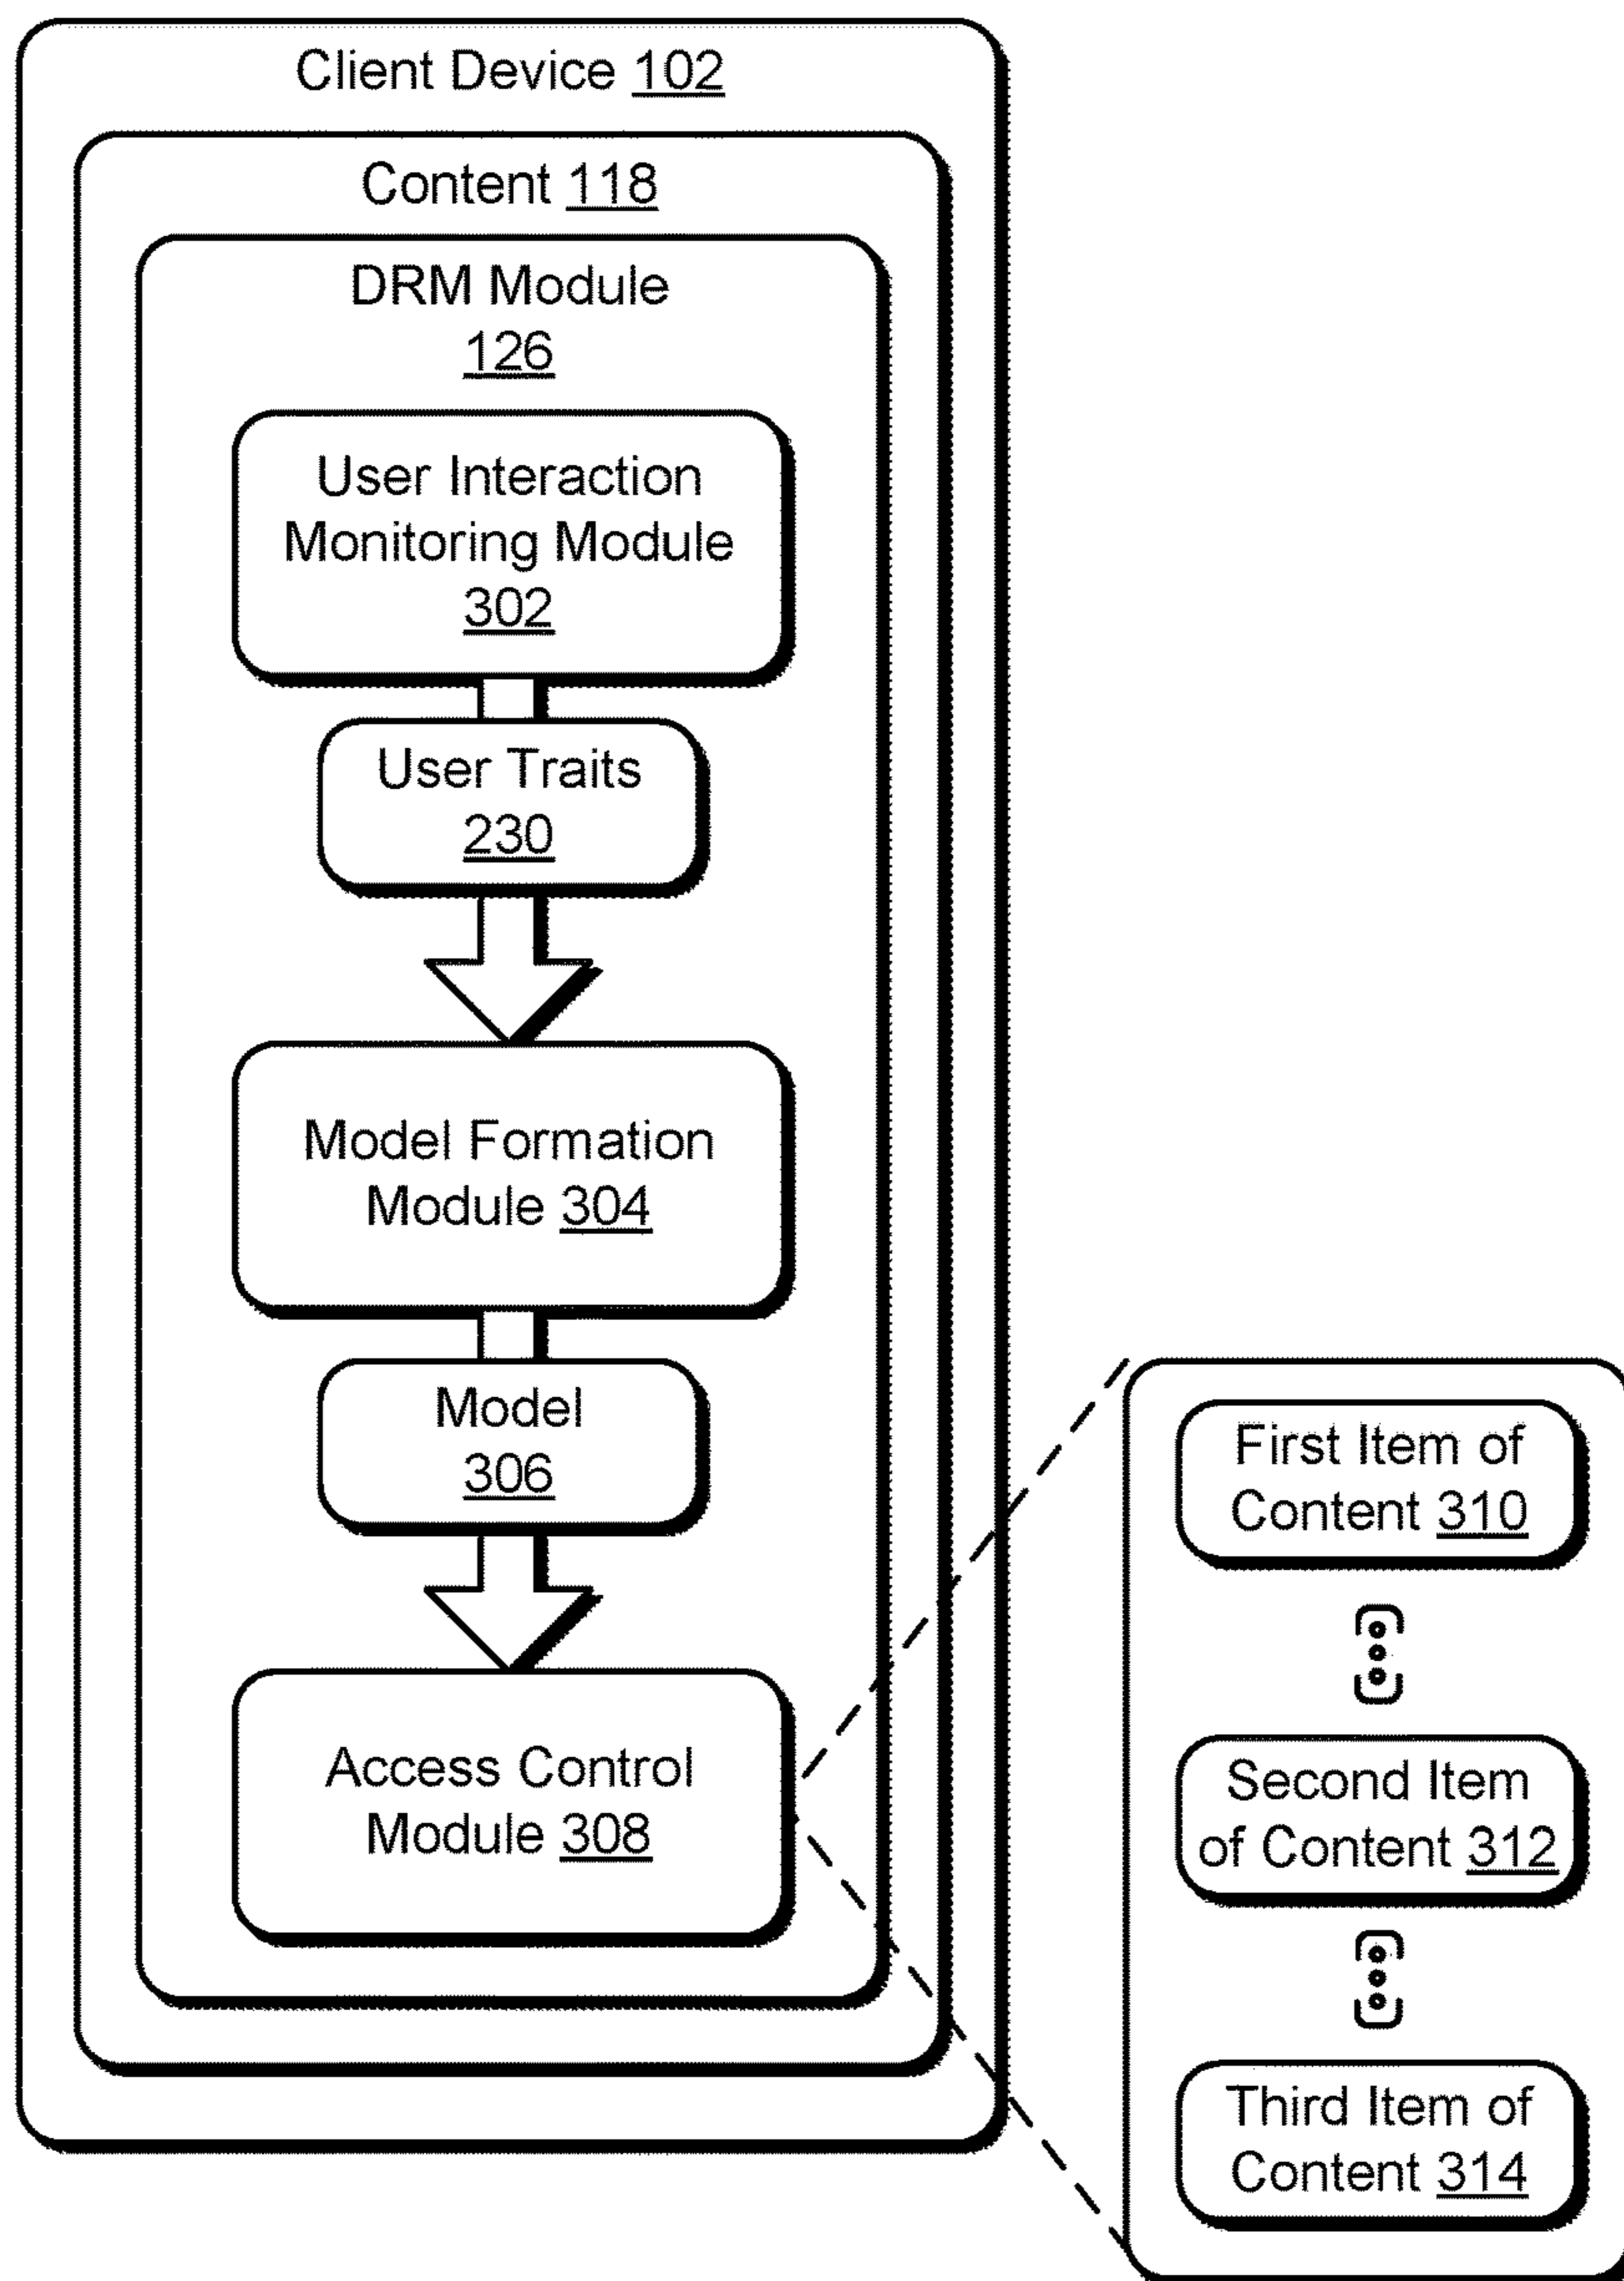 Client Device 102
Content 118
DRM Module
126
User Interaction
Monitoring Module
302
User Traits
230
Model Formation
Module 304
Model
306
Access Control
Module 308
First Item of
Content 310
Second Item
of Content 312
Third Item of
Content 314